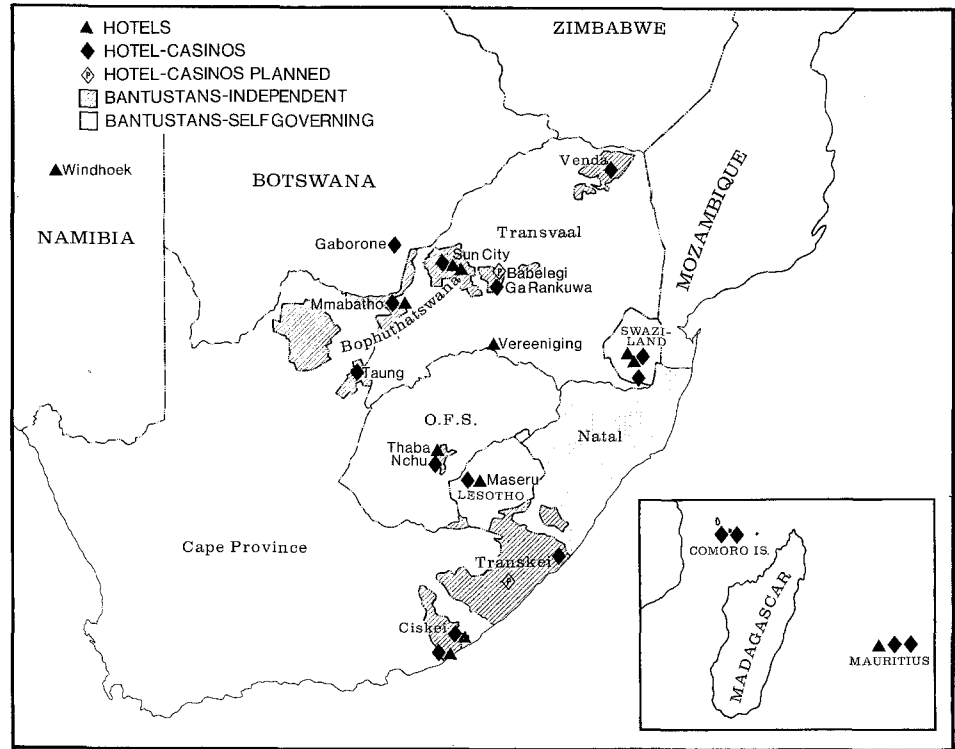 HOTELS
HOTEL-CASINOS
P HOTEL-CASINOS PLANNED
BANTUSTANS-INDEPENDENT
BANTUSTANS-SELF GOVERNING
ZIMBABWE
Windhoek
BOTSWANA
Venda
NAMIBIA
MOZAMBIQUE
Transvaal
Gaborone
Sun City
P Babelegi
Ga Rankuwa
Mmabatho
Bophuthatswana
SWAZI-
LAND
Vereeniging
Taung
O.F.S.
Natal
Thaba
Nchu
Maseru
LESOTHO
Cape Province
Transkei
P
Ciskei
COMORO IS.
MADAGASCAR
MAURITIUS